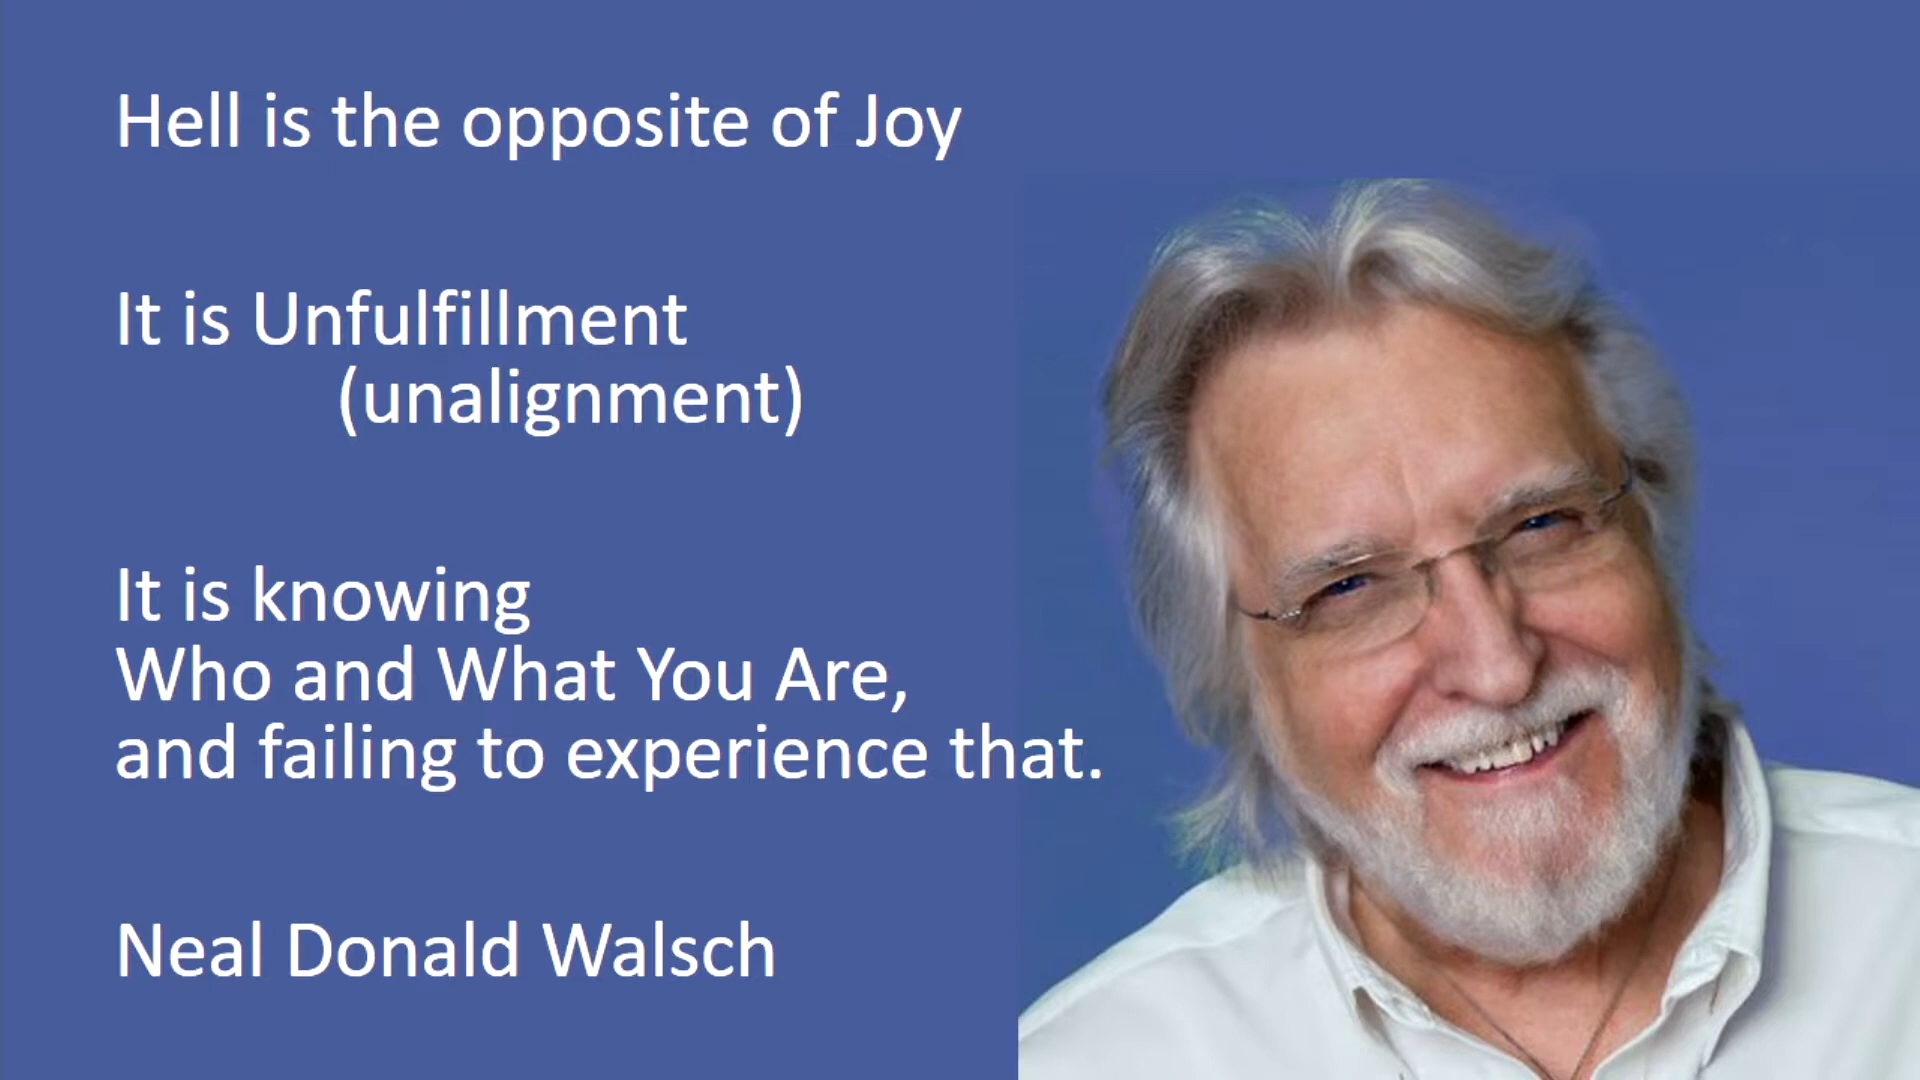 Hell is the opposite of Joy
It is Unfulfillment
(unalignment)
It is knowing
Who and What You Are,
and failing to experience that.
Neal Donald Walsch